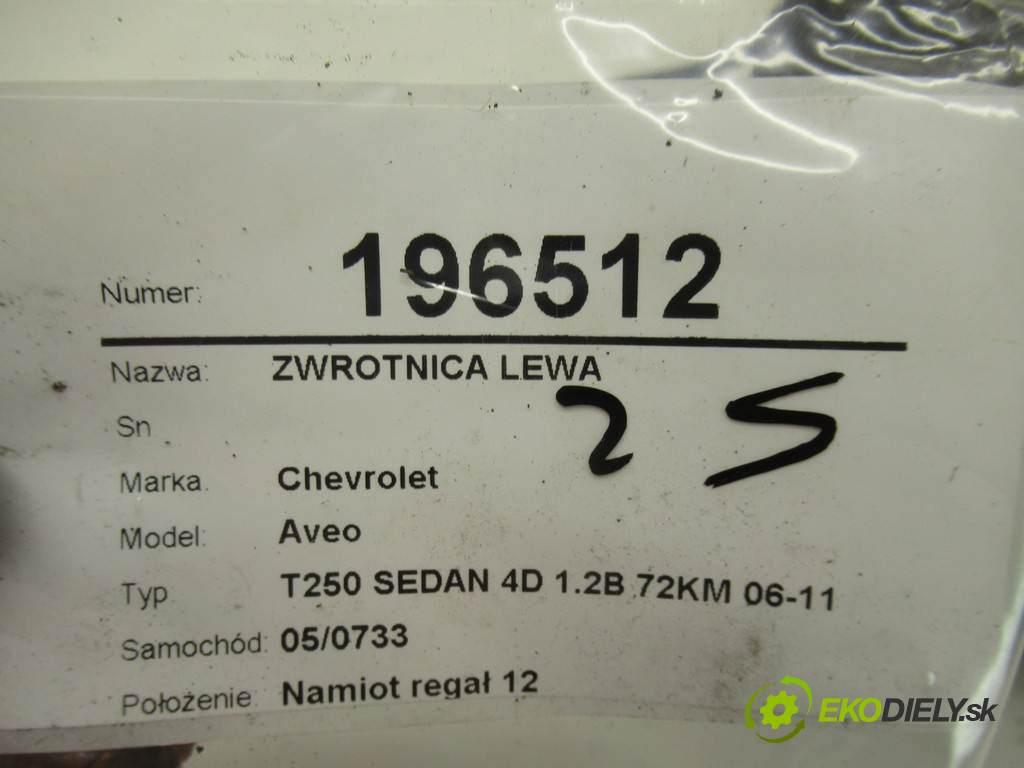 Numer: 196512
Nazwa: ZWROTNICA LEWA
25
Sn
Marka. Chevrolet
Model: Aveo
Typ T250 SEDAN 4D 1.2B 72KM 06-11
Samochód: 05/0733
Położenie: Namiot regał 12
EKODIELY.sk